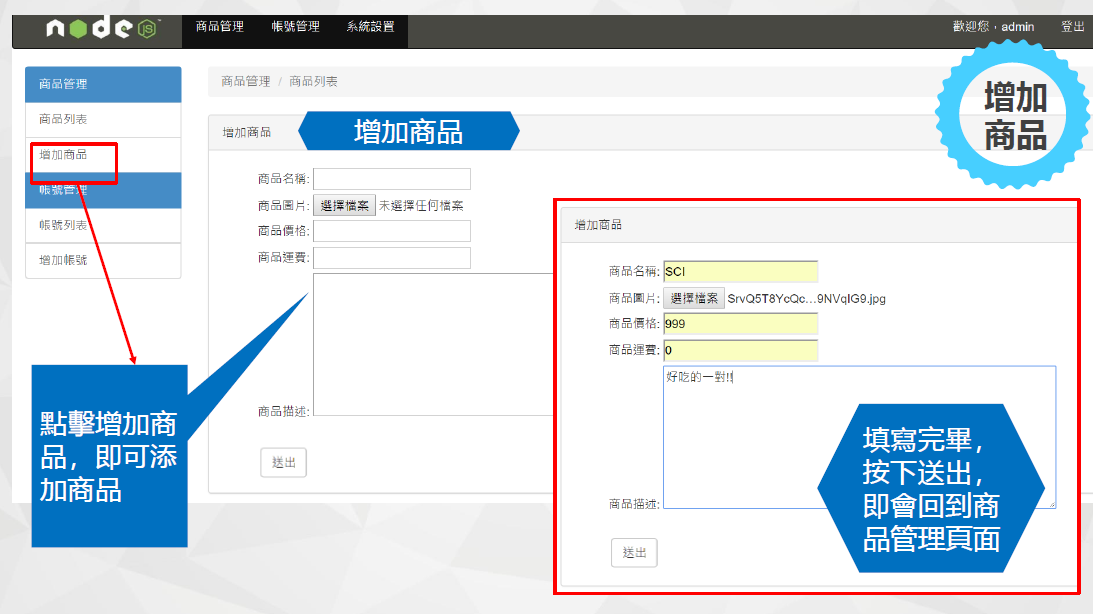 node JS
商品管理 帳號管理 系統設置
歡迎您，admin 登出
商品管理
商品列表
增加商品
帳號管理
帳號列表
增加帳號
商品管理 / 商品列表
增加
商品
增加商品
增加商品
商品名稱:
商品圖片: 選擇檔案 未選擇任何檔案
商品價格:
商品運費:
商品描述:
送出
點擊增加商
品，即可添
加商品
增加商品
商品名稱: SCI
商品圖片: 選擇檔案 SrvQ5T8YcQc...9NVqIG9.jpg
商品價格: 999
商品運費: 0
好吃的一對!!
商品描述:
送出
填寫完畢，
按下送出，
即會回到商
品管理頁面